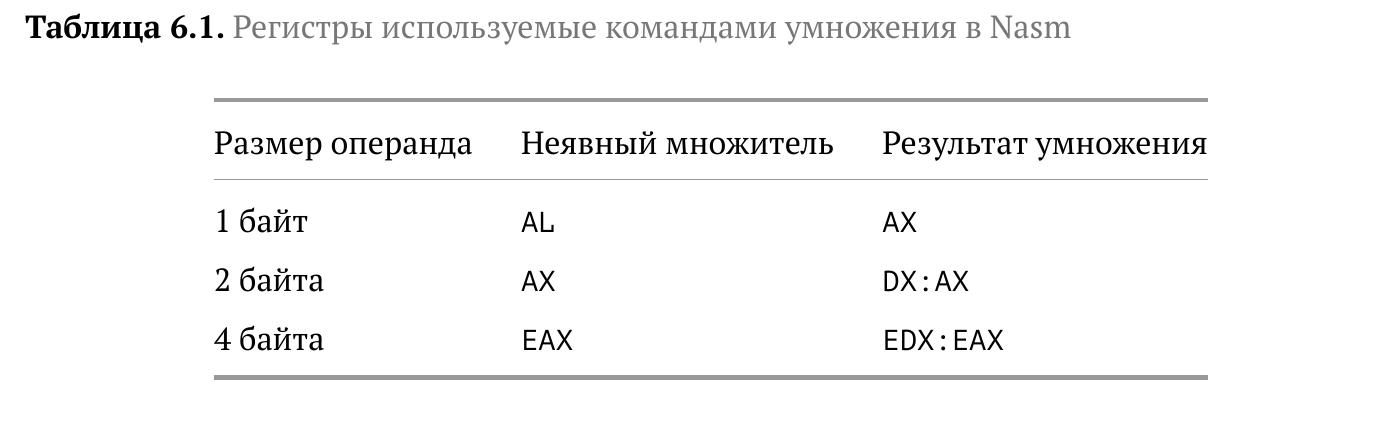 Таблица 6.1. Регистры используемые командами умножения в Nasm
Размер операнда Неявный множитель Результат умножения
1 байт AL AX
2 байта AX DX:AX
4 байта EAX EDX:EAX